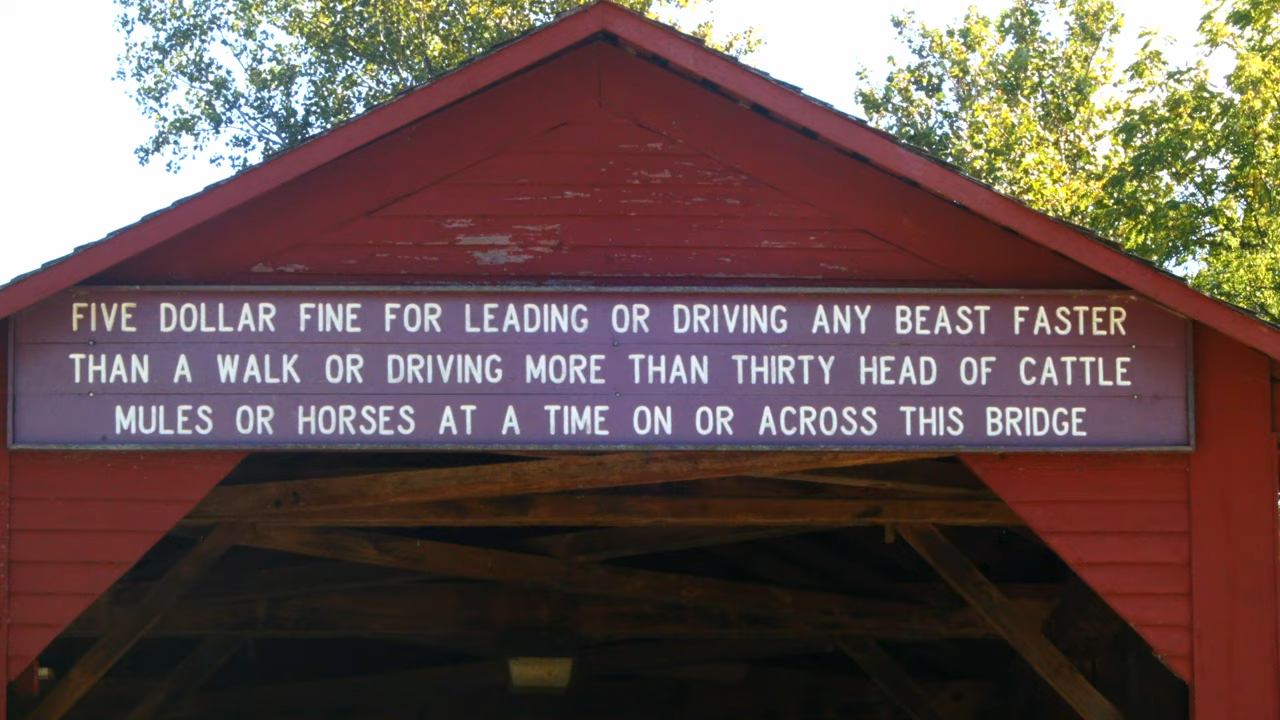 FIVE DOLLAR FINE FOR LEADING OR DRIVING ANY BEAST FASTER
THAN A WALK OR DRIVING MORE THAN THIRTY HEAD OF CATTLE
MULES OR HORSES AT A TIME ON OR ACROSS THIS BRIDGE